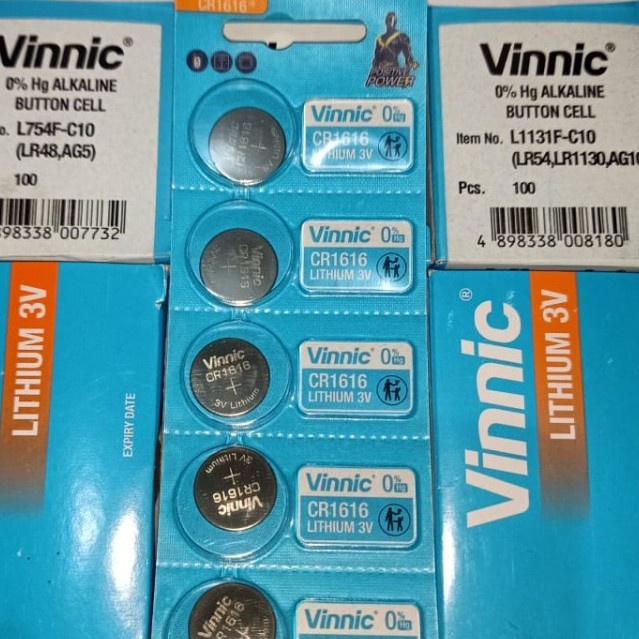 Vinnic®
0% Hg ALKALINE
BUTTON CELL
o. L754F-C10
(LR48,AG5)
100
898338 007732
LITHIUM 3V
EXPIRY DATE
CR1616
POSITIVE
POWER
Vinnic 0% Hg
CR1616
LITHIUM 3V
Vinnic 0% Hg
CR1616
LITHIUM 3V
Vinnic
CR1616
3V Lithium
Vinnic 0% Hg
CR1616
LITHIUM 3V
3V Lithium
CR1616
Vinnic
Vinnic 0% Hg
CR1616
LITHIUM 3V
Vinnic
CR1616
Vinnic 0% Hg
Vinnic®
0% Hg ALKALINE
BUTTON CELL
Item No. L1131F-C10
(LR54,LR1130,AG10
Pcs. 100
4 898338 008180
Vinnic®
LITHIUM 3V